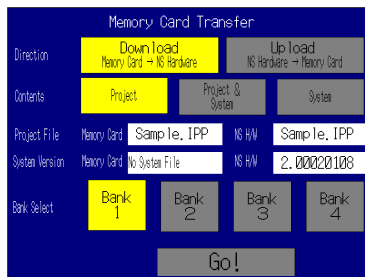 Memory Card Transfer
Direction
Download
Memory Card → NS Hardware
Upload
NS Hardware → Memory Card
Contents
Project
Project &
System
System
Project File Memory Card Sample.IPP NS H/W Sample.IPP
System Version Memory Card No System File NS H/W 2.00020108
Bank Select
Bank
1
Bank
2
Bank
3
Bank
4
Go!